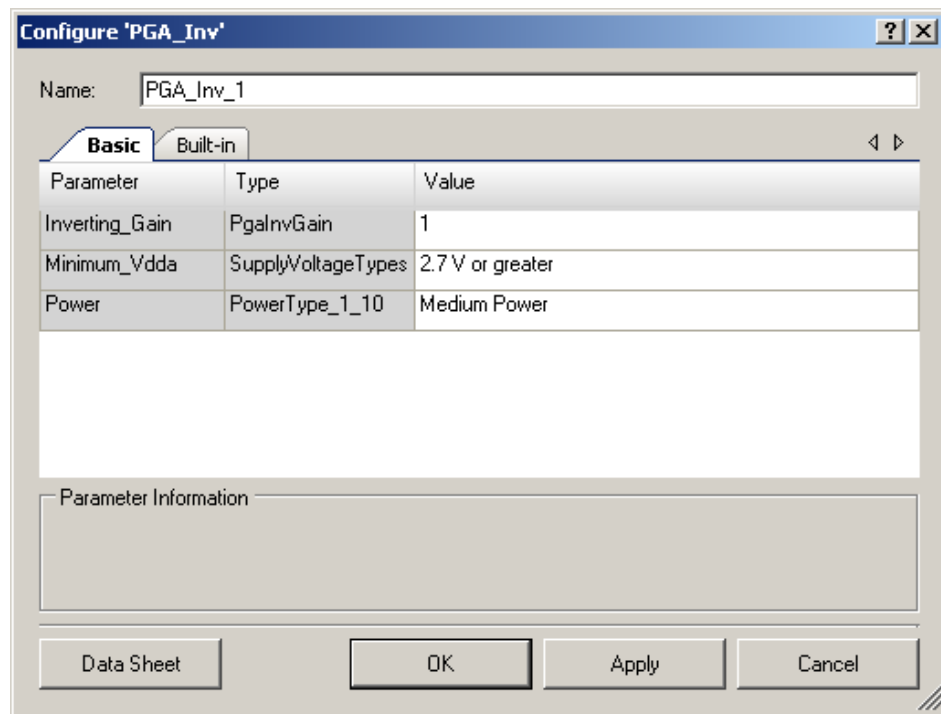 Configure 'PGA_Inv'
Name: PGA_Inv_1
Basic Built-in
Parameter Type Value
Inverting_Gain PgaInvGain 1
Minimum_Vdda SupplyVoltageTypes 2.7 V or greater
Power PowerType_1_10 Medium Power
Parameter Information
Data Sheet OK Apply Cancel